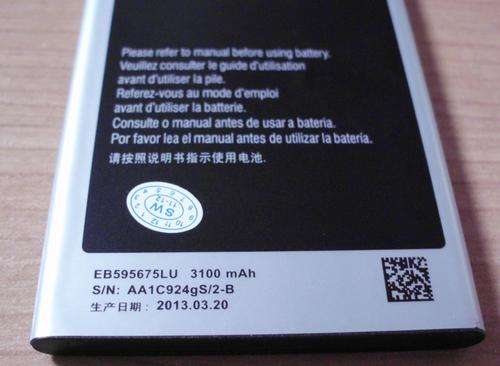 Please refer to manual before using battery.
Veuillez consulter le guide d'utilisation
avant d'utiliser la pile.
Referez-vous au mode d'emploi
avant d'utiliser la batterie.
Consulte o manual antes de usar a bateria.
Por favor lea el manual antes de utilizar la batería.
请按照说明书指示使用电池.
SW
11-12
EB595675LU 3100 mAh
S/N: AA1C924gS/2-B
生产日期: 2013.03.20